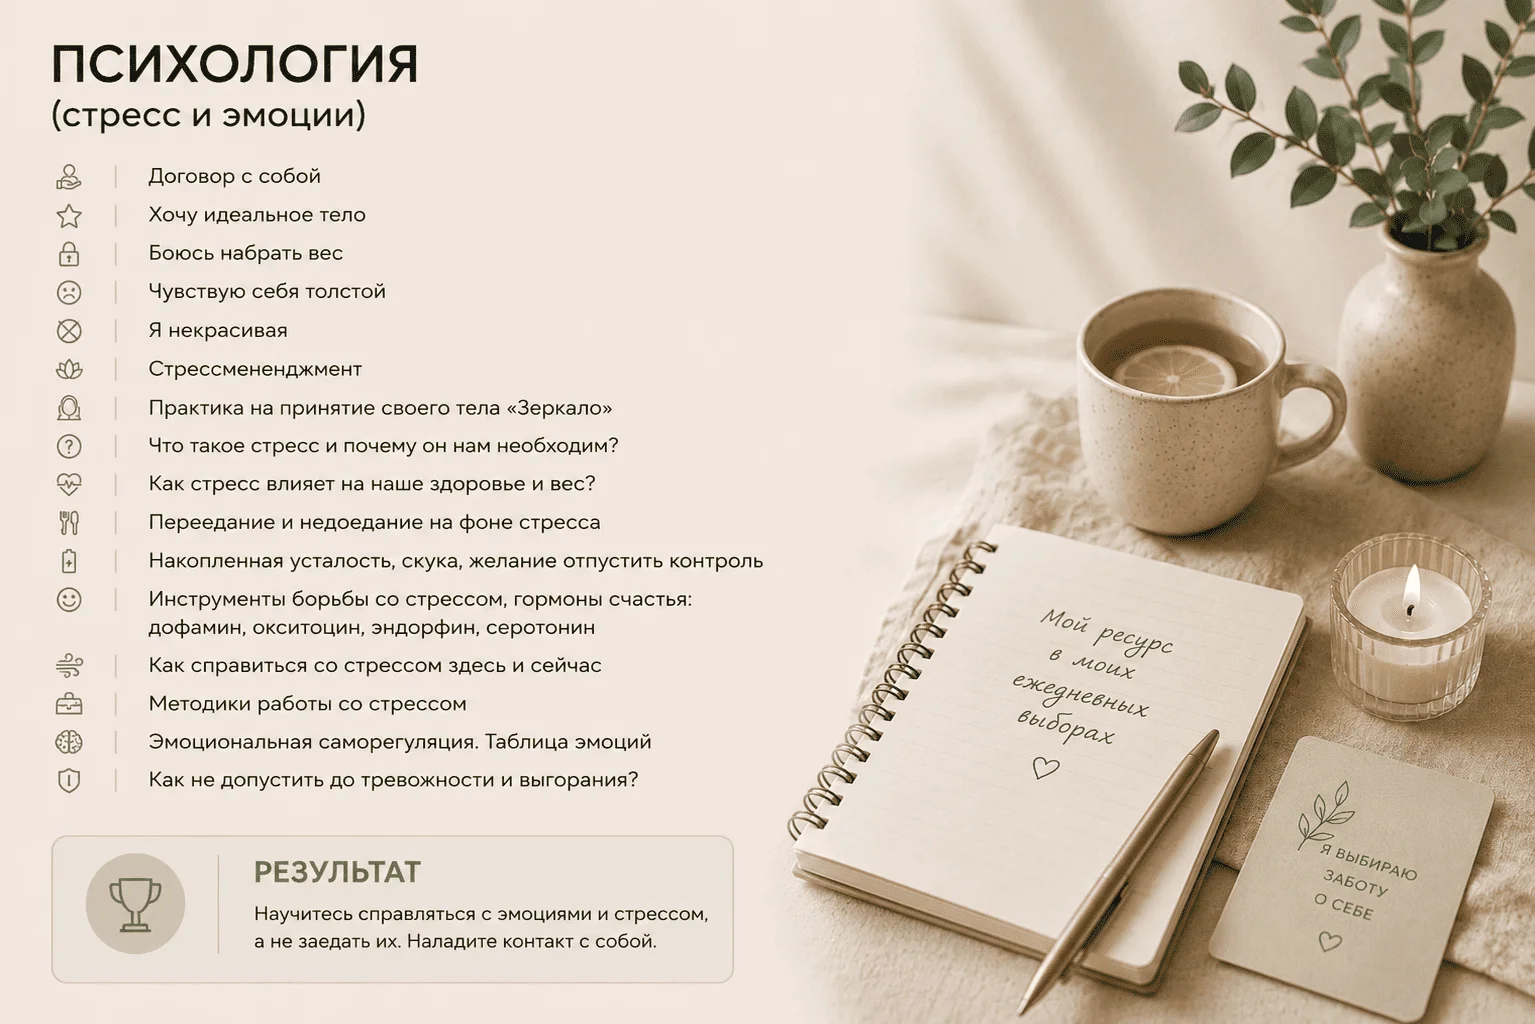 ПСИХОЛОГИЯ
(стресс и эмоции)
Договор с собой
Хочу идеальное тело
Боюсь набрать вес
Чувствую себя толстой
Я некрасивая
Стрессмененджмент
Практика на принятие своего тела «Зеркало»
Что такое стресс и почему он нам необходим?
Как стресс влияет на наше здоровье и вес?
Переедание и недоедание на фоне стресса
Накопленная усталость, скука, желание отпустить контроль
Инструменты борьбы со стрессом, гормоны счастья:
дофамин, окситоцин, эндорфин, серотонин
Как справиться со стрессом здесь и сейчас
Методики работы со стрессом
Эмоциональная саморегуляция. Таблица эмоций
Как не допустить до тревожности и выгорания?
РЕЗУЛЬТАТ
Научитесь справляться с эмоциями и стрессом,
а не заедать их. Наладите контакт с собой.
Мой ресурс
в моих
ежедневных
выборах
Я ВЫБИРАЮ
ЗАБОТУ
О СЕБЕ